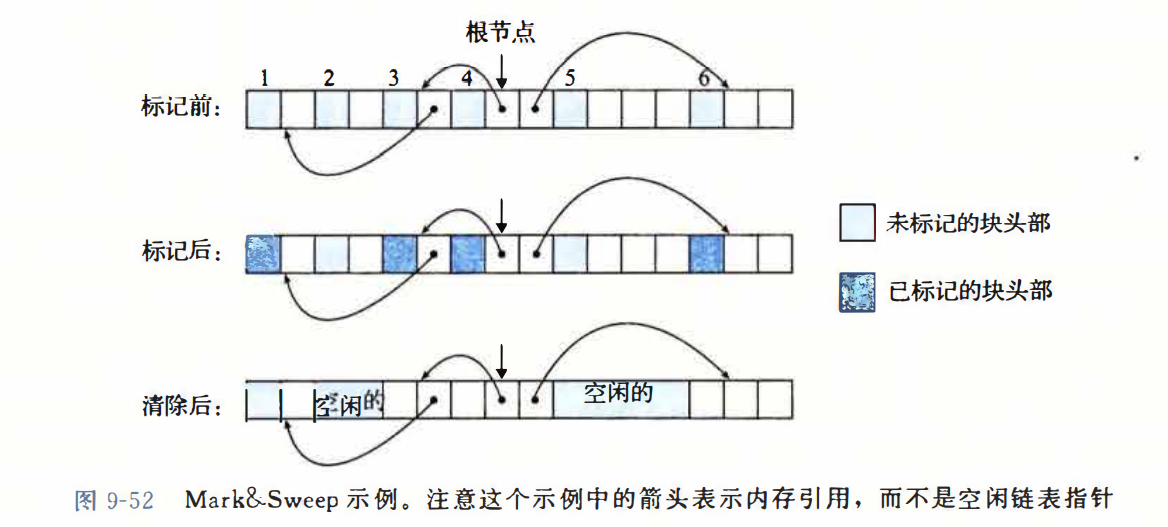 根节点
1 2 3 4 5 6
标记前：
标记后：
未标记的块头部
已标记的块头部
清除后：
空闲的 空闲的
图 9-52 Mark&Sweep 示例。注意这个示例中的箭头表示内存引用，而不是空闲链表指针